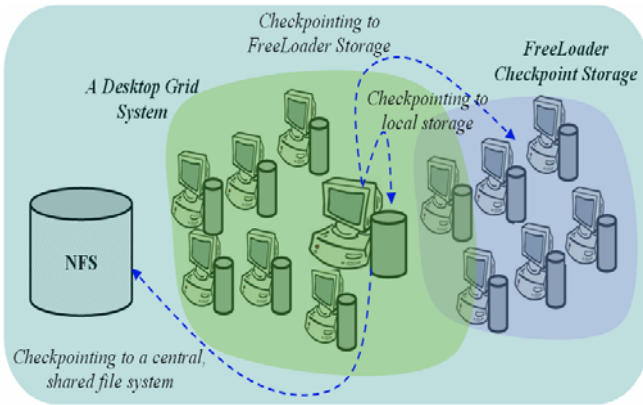 Checkpointing to
FreeLoader Storage
FreeLoader
Checkpoint Storage
A Desktop Grid
System
Checkpointing to
local storage
NFS
Checkpointing to a central,
shared file system